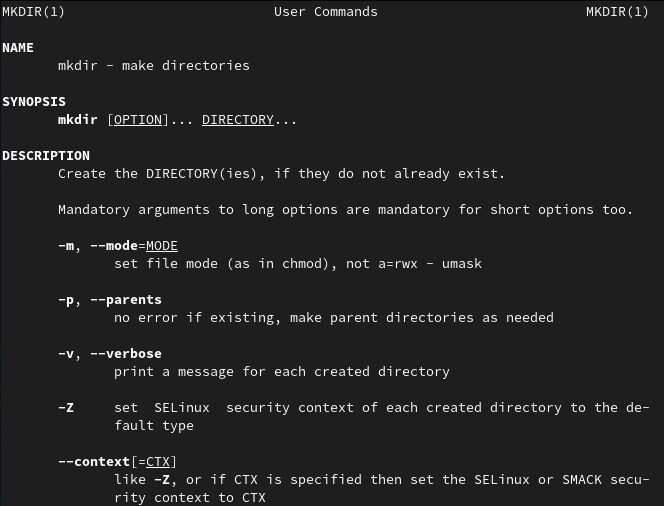 MKDIR(1) User Commands MKDIR(1)
NAME
mkdir - make directories
SYNOPSIS
mkdir [OPTION]... DIRECTORY...
DESCRIPTION
Create the DIRECTORY(ies), if they do not already exist.
Mandatory arguments to long options are mandatory for short options too.
-m, --mode=MODE
set file mode (as in chmod), not a=rwx - umask
-p, --parents
no error if existing, make parent directories as needed
-v, --verbose
print a message for each created directory
-Z set SELinux security context of each created directory to the de-
fault type
--context[=CTX]
like -Z, or if CTX is specified then set the SELinux or SMACK secu-
rity context to CTX